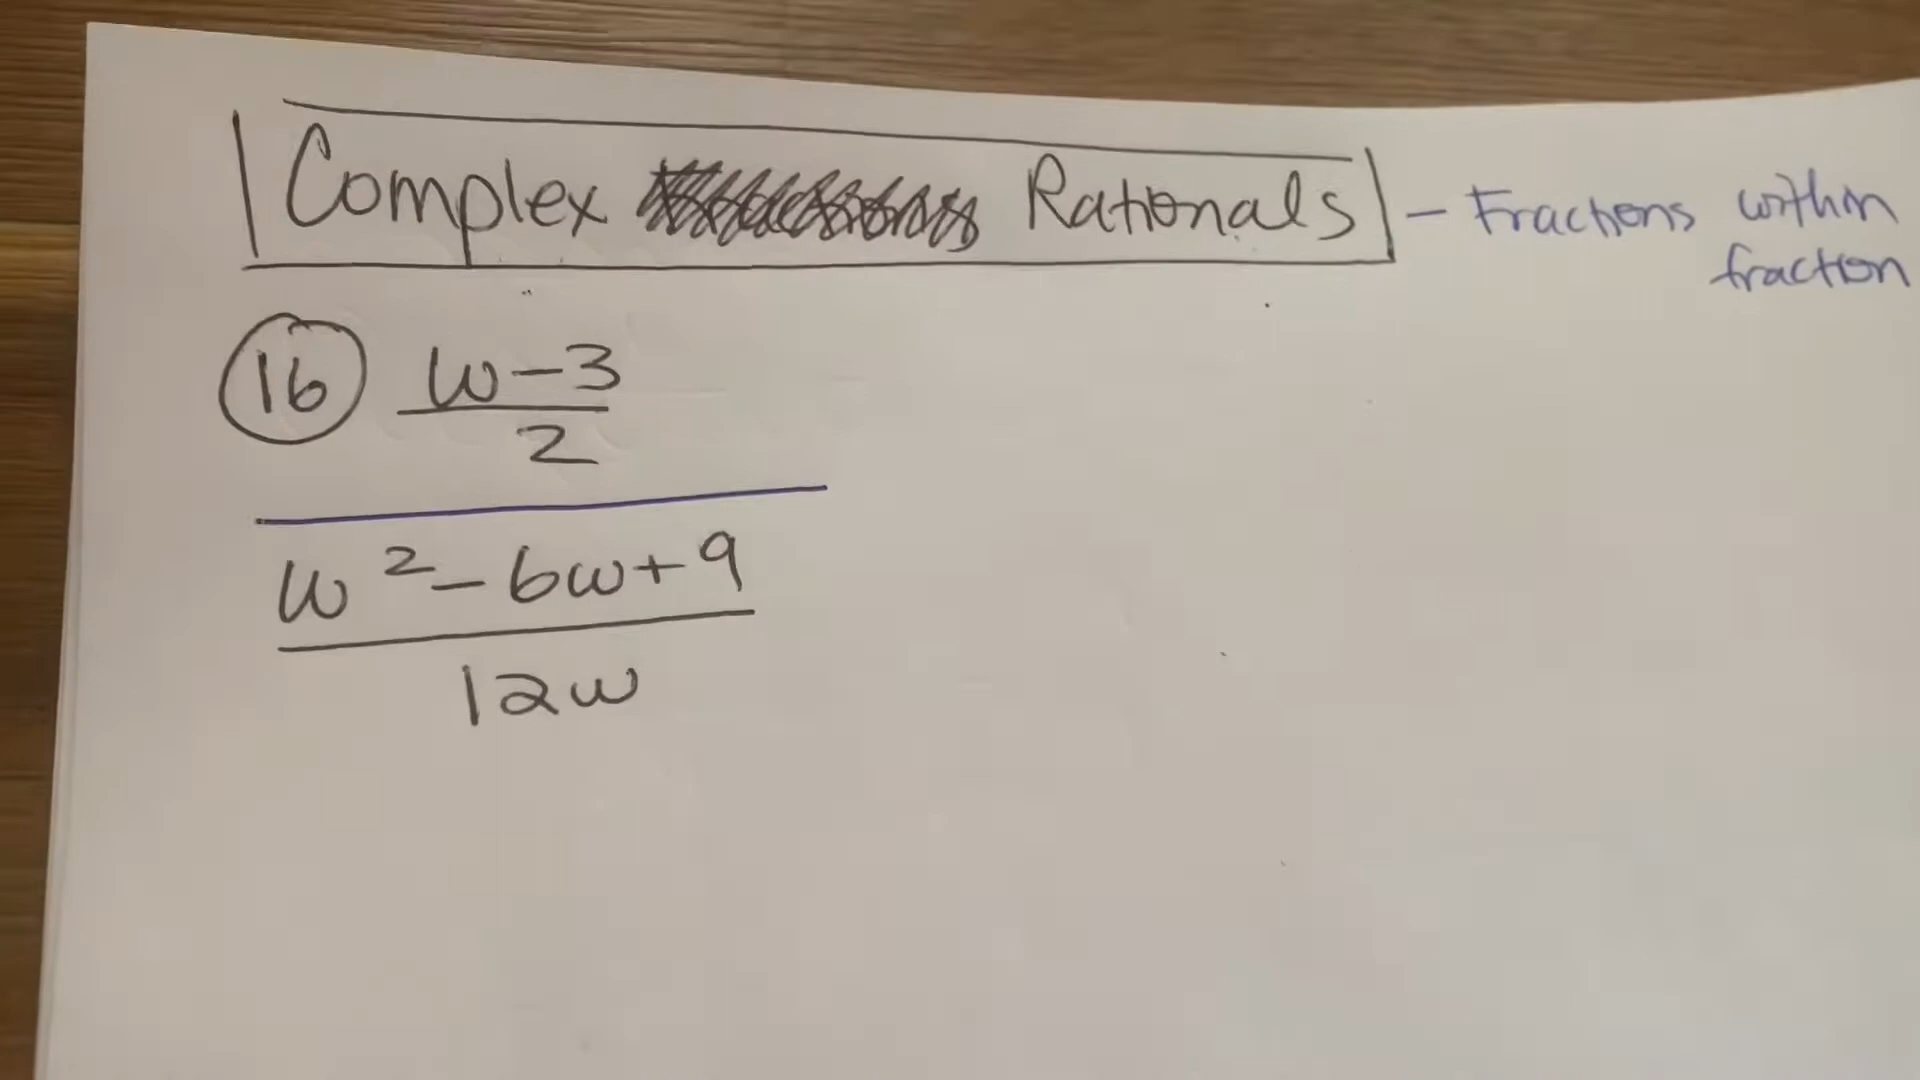 Complex Rationals - Fractions within
fraction
16 w-3
2
w²-6w+9
12w